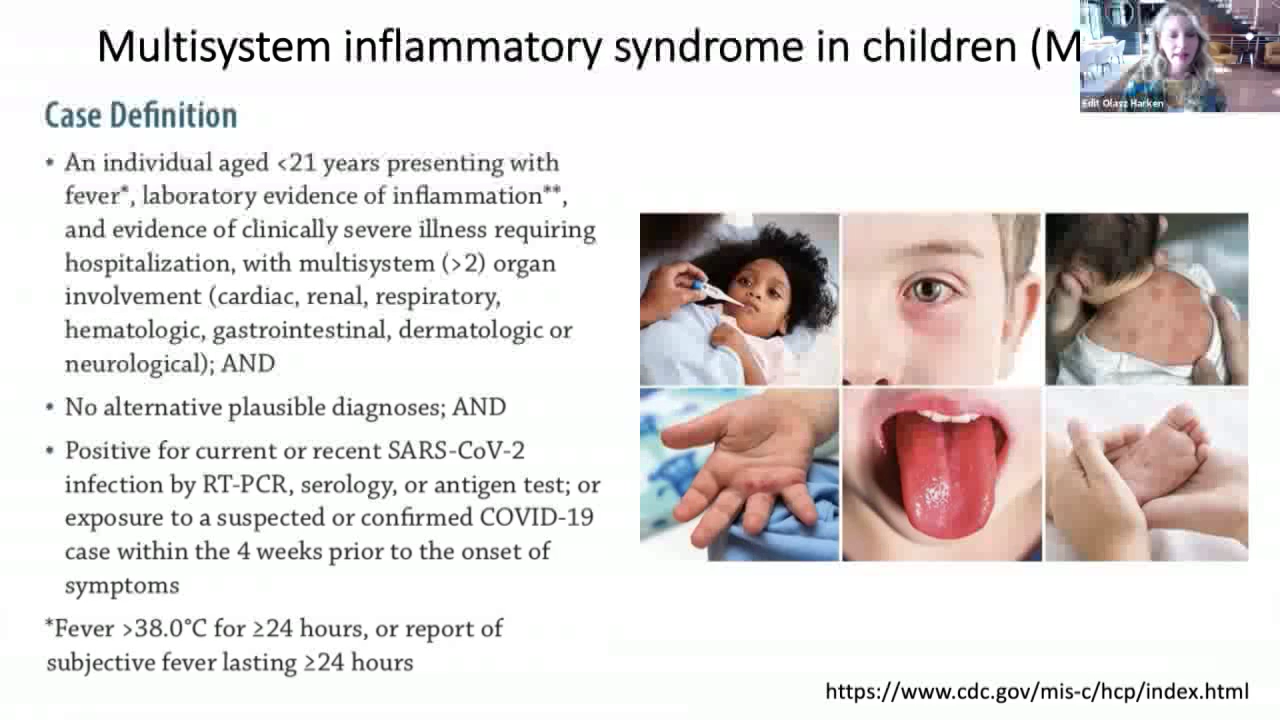 Multisystem inflammatory syndrome in children (M
Edit Olasz Harken
Case Definition
• An individual aged <21 years presenting with
fever*, laboratory evidence of inflammation**,
and evidence of clinically severe illness requiring
hospitalization, with multisystem (>2) organ
involvement (cardiac, renal, respiratory,
hematologic, gastrointestinal, dermatologic or
neurological); AND
• No alternative plausible diagnoses; AND
• Positive for current or recent SARS-CoV-2
infection by RT-PCR, serology, or antigen test; or
exposure to a suspected or confirmed COVID-19
case within the 4 weeks prior to the onset of
symptoms
*Fever >38.0°C for ≥24 hours, or report of
subjective fever lasting ≥24 hours
https://www.cdc.gov/mis-c/hcp/index.html